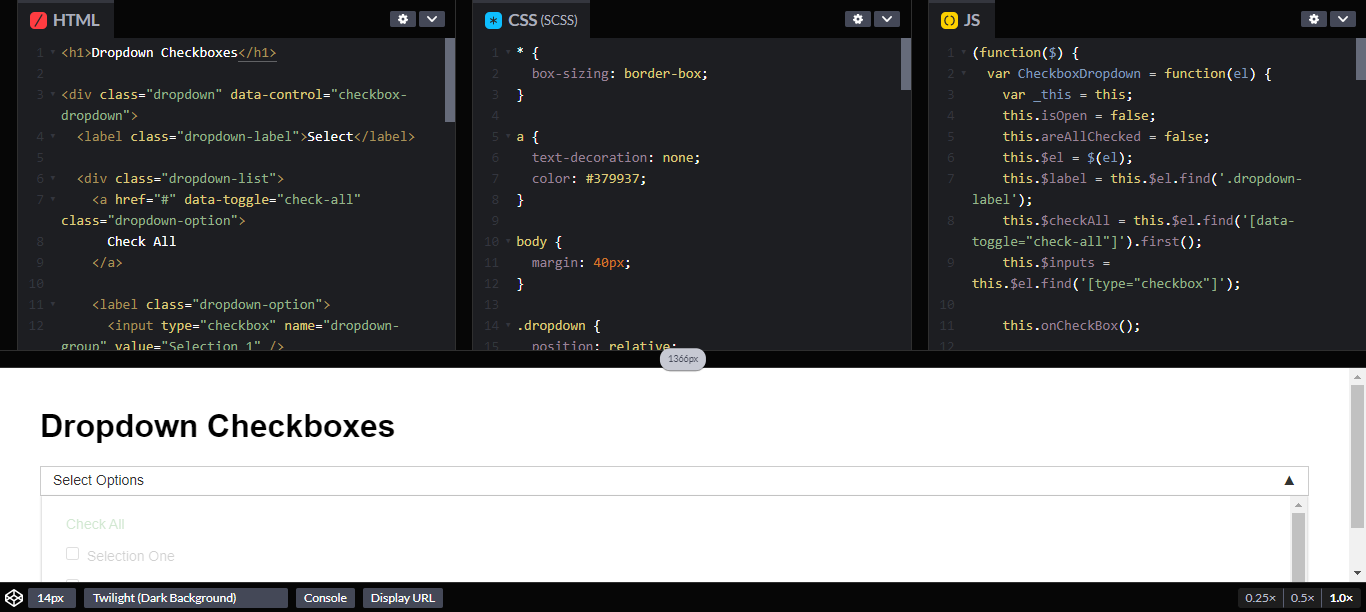 HTML
1 <h1>Dropdown Checkboxes</h1>
2
3 <div class="dropdown" data-control="checkbox-
dropdown">
4 <label class="dropdown-label">Select</label>
5
6 <div class="dropdown-list">
7 <a href="#" data-toggle="check-all"
class="dropdown-option">
8 Check All
9 </a>
10
11 <label class="dropdown-option">
12 <input type="checkbox" name="dropdown-
group" value="Selection 1" />
CSS (SCSS)
1 * {
2 box-sizing: border-box;
3 }
4
5 a {
6 text-decoration: none;
7 color: #379937;
8 }
9
10 body {
11 margin: 40px;
12 }
13
14 .dropdown {
15 position: relative;
JS
1 (function($) {
2 var CheckboxDropdown = function(el) {
3 var _this = this;
4 this.isOpen = false;
5 this.areAllChecked = false;
6 this.$el = $(el);
7 this.$label = this.$el.find('.dropdown-
label');
8 this.$checkAll = this.$el.find('[data-
toggle="check-all"]').first();
9 this.$inputs =
this.$el.find('[type="checkbox"]');
10
11 this.onCheckBox();
12
1366px
Dropdown Checkboxes
Select Options ▲
Check All
Selection One
14px Twilight (Dark Background) Console Display URL 0.25× 0.5× 1.0×